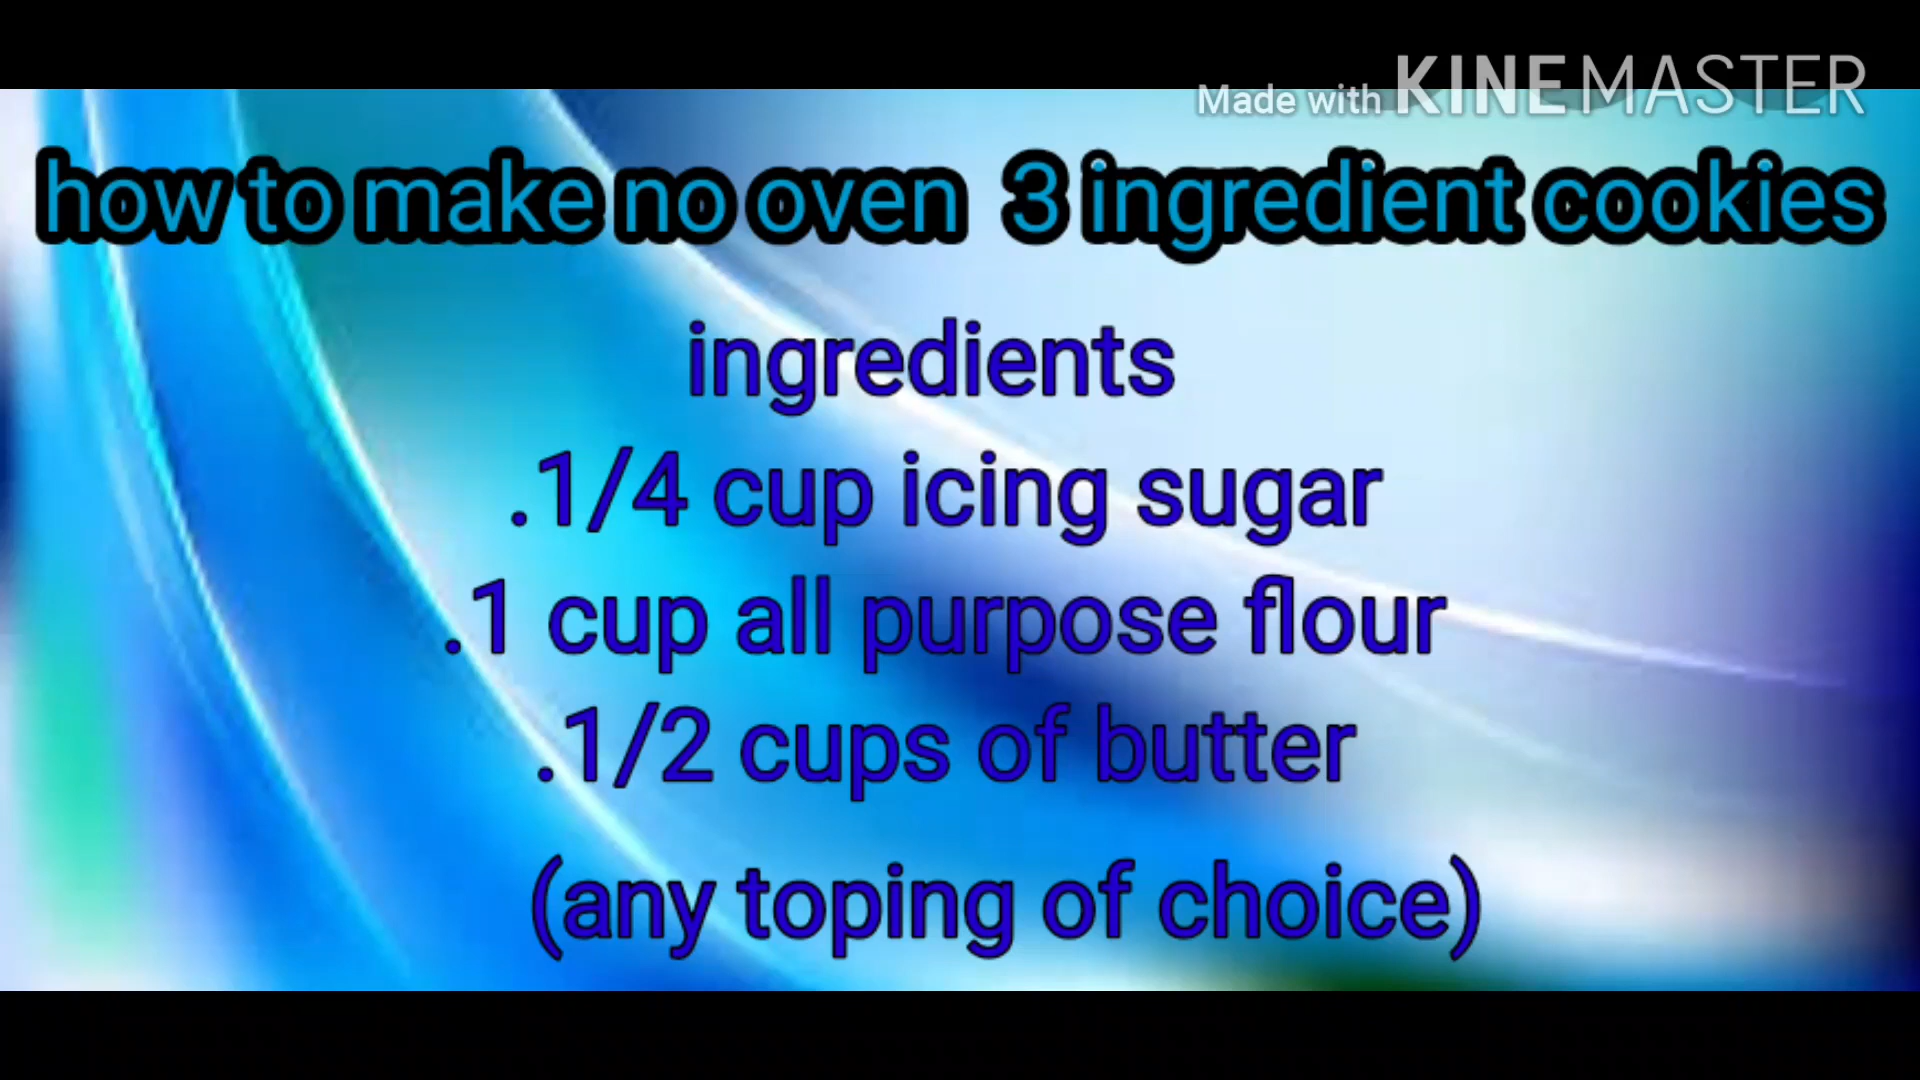 Made with KINEMASTER
how to make no oven 3 ingredient cookies
ingredients
.1/4 cup icing sugar
.1 cup all purpose flour
.1/2 cups of butter
(any toping of choice)